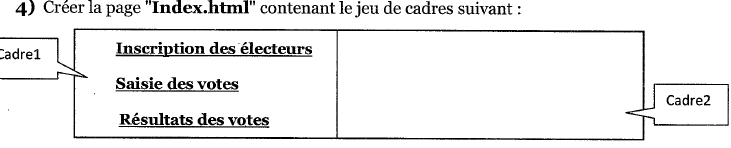 4) Créer la page "Index.html" contenant le jeu de cadres suivant :
Cadre1
Inscription des électeurs
Saisie des votes
Cadre2
Résultats des votes